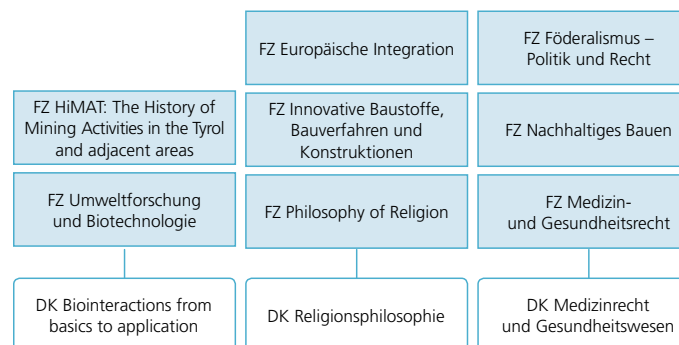 FZ Europäische Integration
FZ Föderalismus –
Politik und Recht
FZ HiMAT: The History of
Mining Activities in the Tyrol
and adjacent areas
FZ Innovative Baustoffe,
Bauverfahren und
Konstruktionen
FZ Nachhaltiges Bauen
FZ Umweltforschung
und Biotechnologie
FZ Philosophy of Religion
FZ Medizin-
und Gesundheitsrecht
DK Biointeractions from
basics to application
DK Religionsphilosophie
DK Medizinrecht
und Gesundheitswesen